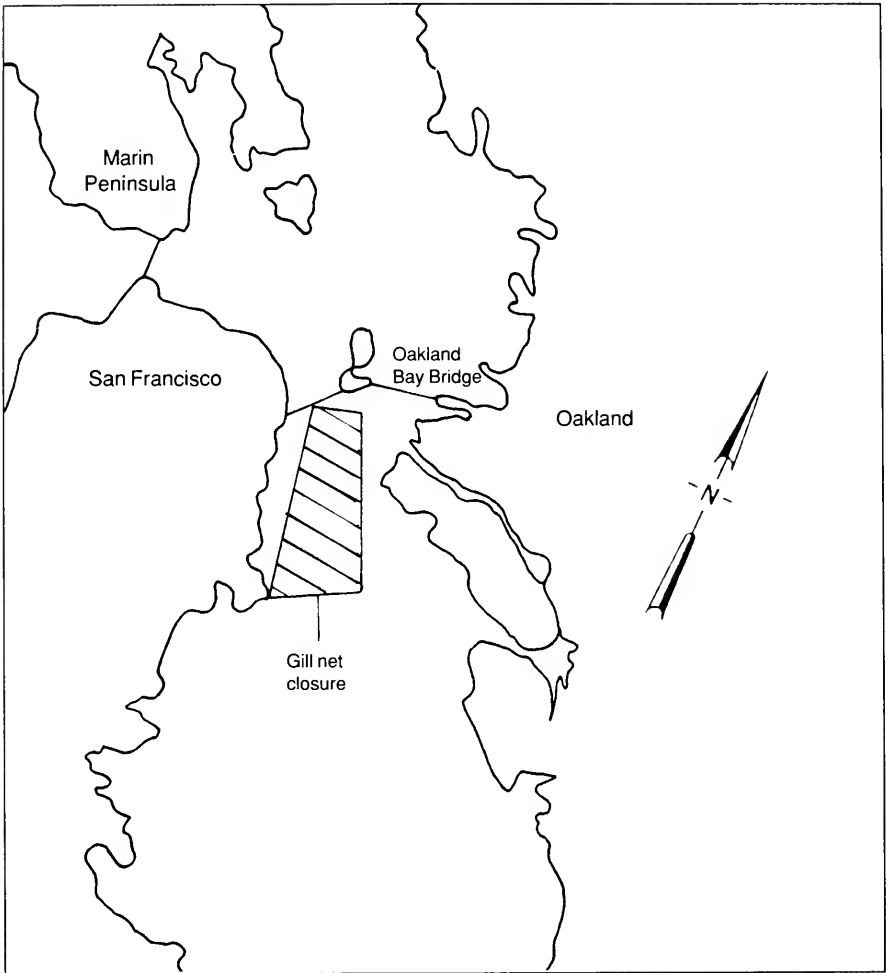 Marin
Peninsula
San Francisco
Oakland
Bay Bridge
Oakland
N
Gill net
closure